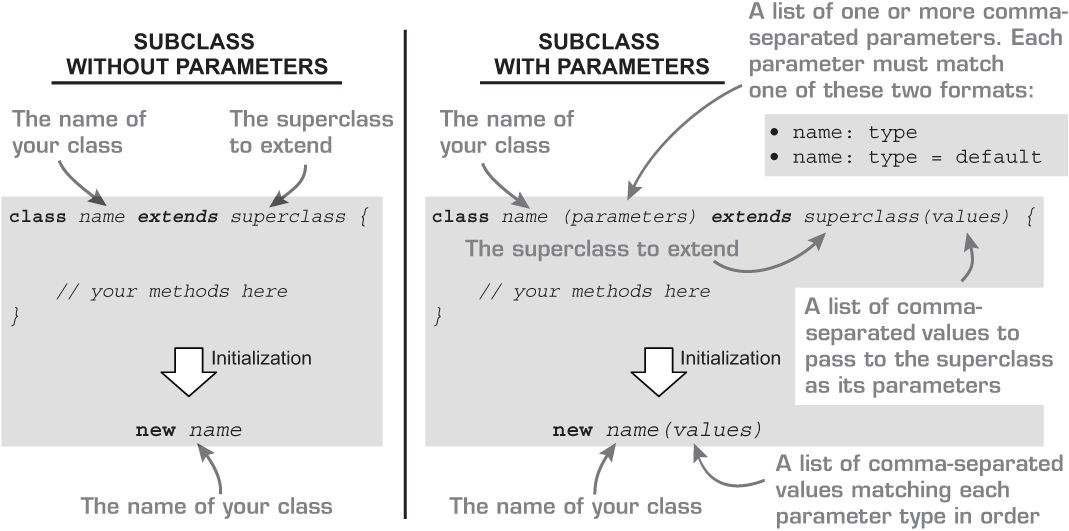 SUBCLASS
WITHOUT PARAMETERS
The name of
your class
The superclass
to extend
class name extends superclass {
// your methods here
}
Initialization
new name
The name of your class
SUBCLASS
WITH PARAMETERS
A list of one or more comma-
separated parameters. Each
parameter must match
one of these two formats:
• name: type
• name: type = default
The name of
your class
class name (parameters) extends superclass(values) {
The superclass to extend
// your methods here
}
A list of comma-
separated values to
pass to the superclass
as its parameters
Initialization
new name(values)
The name of your class
A list of comma-separated
values matching each
parameter type in order